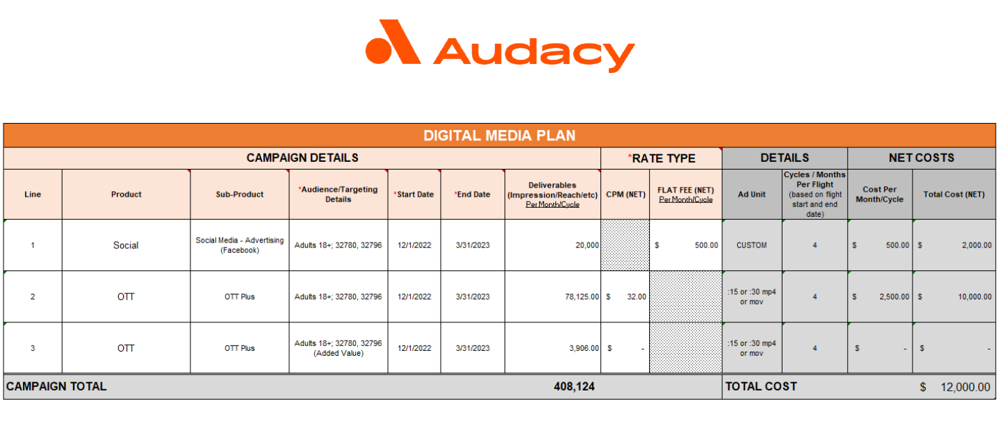 Audacy
DIGITAL MEDIA PLAN
CAMPAIGN DETAILS *RATE TYPE DETAILS NET COSTS
Line Product Sub-Product *Audience/Targeting Details *Start Date *End Date Deliverables (Impression/Reach/etc) Per Month/Cycle CPM (NET) FLAT FEE (NET) Per Month/Cycle Ad Unit Cycles / Months Per Flight (based on flight start and end date) Cost Per Month/Cycle Total Cost (NET)
1 Social Social Media - Advertising (Facebook) Adults 18+; 32780, 32796 12/1/2022 3/31/2023 20,000 $ 500.00 CUSTOM 4 $ 500.00 $ 2,000.00
2 OTT OTT Plus Adults 18+; 32780, 32796 12/1/2022 3/31/2023 78,125.00 $ 32.00 :15 or :30 mp4 or mov 4 $ 2,500.00 $ 10,000.00
3 OTT OTT Plus Adults 18+; 32780, 32796 (Added Value) 12/1/2022 3/31/2023 3,906.00 $ - :15 or :30 mp4 or mov 4 $ - $ -
CAMPAIGN TOTAL 408,124 TOTAL COST $ 12,000.00